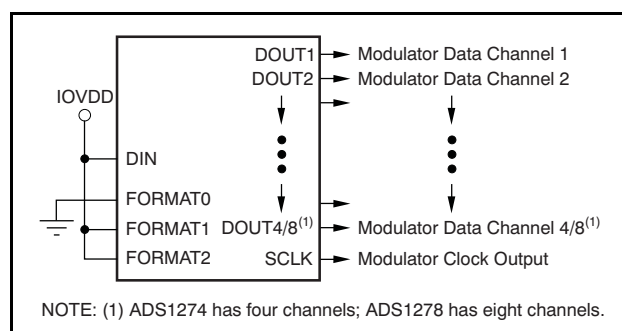 DOUT1 Modulator Data Channel 1
DOUT2 Modulator Data Channel 2
IOVDD
DIN
FORMAT0
FORMAT1 DOUT4/8(1) Modulator Data Channel 4/8(1)
FORMAT2 SCLK Modulator Clock Output
NOTE: (1) ADS1274 has four channels; ADS1278 has eight channels.